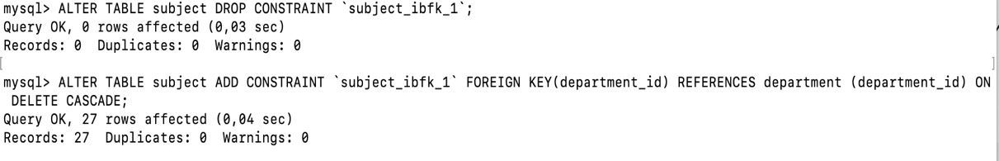 mysql> ALTER TABLE subject DROP CONSTRAINT `subject_ibfk_1`;
Query OK, 0 rows affected (0,03 sec)
Records: 0  Duplicates: 0  Warnings: 0
mysql> ALTER TABLE subject ADD CONSTRAINT `subject_ibfk_1` FOREIGN KEY(department_id) REFERENCES department (department_id) ON
DELETE CASCADE;
Query OK, 27 rows affected (0,04 sec)
Records: 27  Duplicates: 0  Warnings: 0